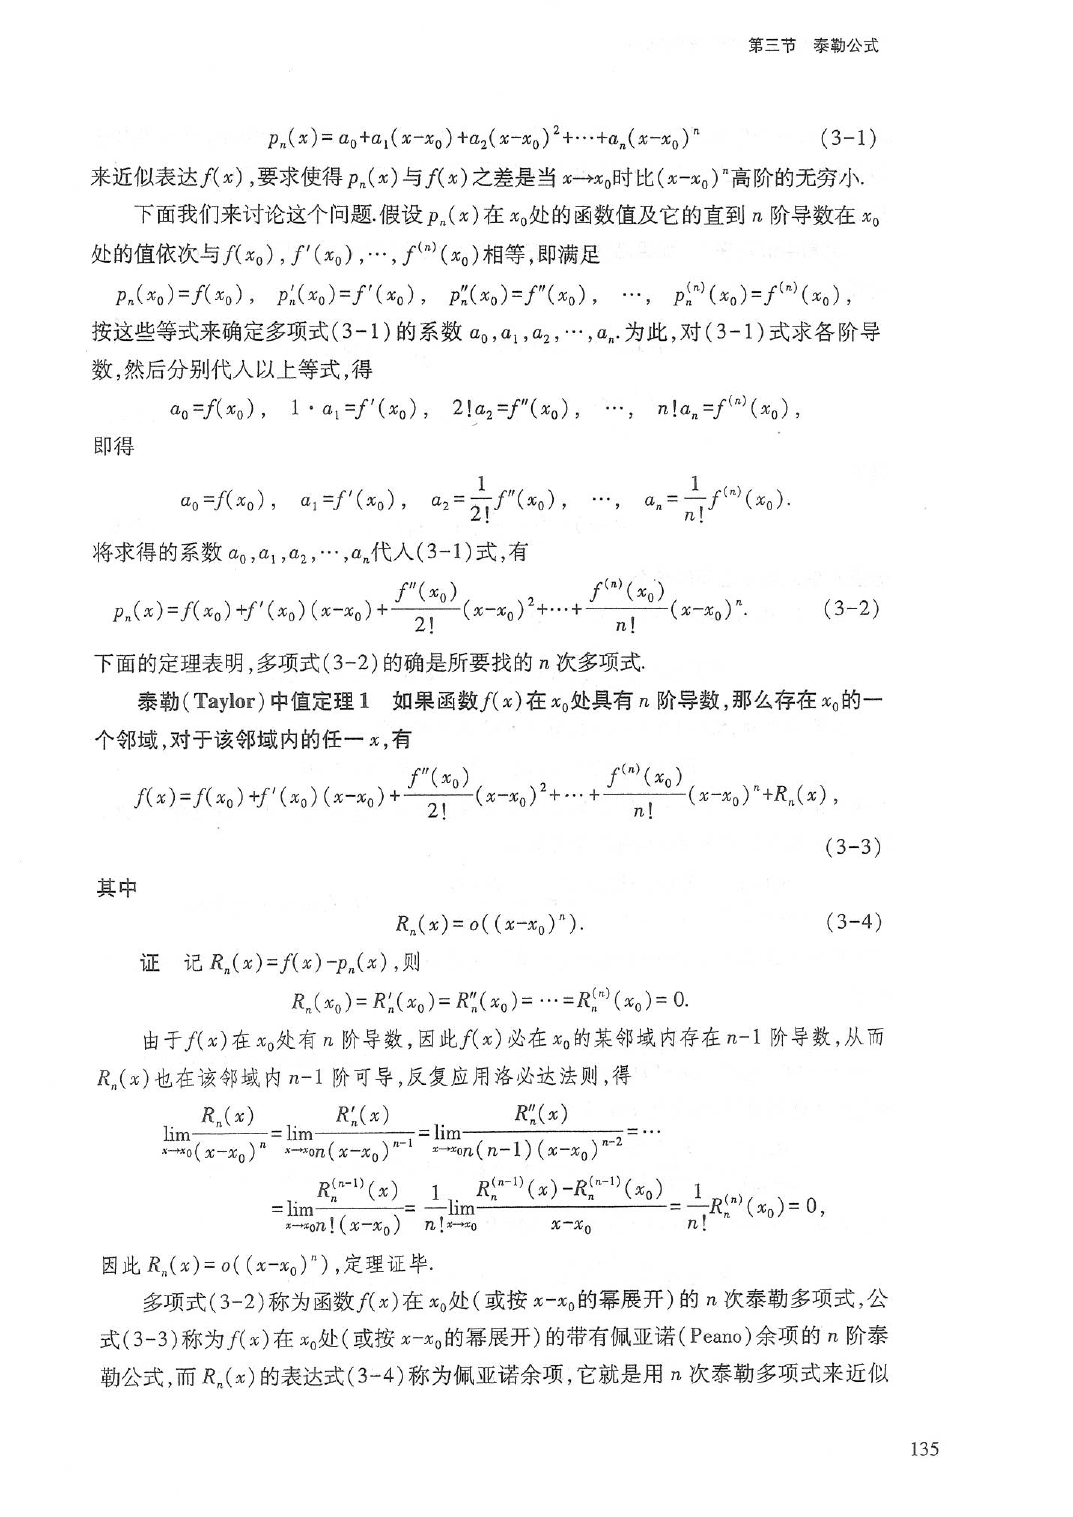 第三节 泰勒公式
pₙ(x)=a₀+a₁(x-x₀)+a₂(x-x₀)²+⋯+aₙ(x-x₀)ⁿ (3-1)
来近似表达f(x),要求使得pₙ(x)与f(x)之差是当x→x₀时比(x-x₀)ⁿ高阶的无穷小.
下面我们来讨论这个问题.假设pₙ(x)在x₀处的函数值及它的直到n阶导数在x₀
处的值依次与f(x₀),f′(x₀),⋯,f⁽ⁿ⁾(x₀)相等,即满足
pₙ(x₀)=f(x₀), pₙ′(x₀)=f′(x₀), pₙ″(x₀)=f″(x₀), ⋯, pₙ⁽ⁿ⁾(x₀)=f⁽ⁿ⁾(x₀),
按这些等式来确定多项式(3-1)的系数a₀,a₁,a₂,⋯,aₙ.为此,对(3-1)式求各阶导
数,然后分别代入以上等式,得
a₀=f(x₀), 1·a₁=f′(x₀), 2!a₂=f″(x₀), ⋯, n!aₙ=f⁽ⁿ⁾(x₀),
即得
a₀=f(x₀), a₁=f′(x₀), a₂=1/2! f″(x₀), ⋯, aₙ=1/n! f⁽ⁿ⁾(x₀).
将求得的系数a₀,a₁,a₂,⋯,aₙ代入(3-1)式,有
pₙ(x)=f(x₀)+f′(x₀)(x-x₀)+f″(x₀)/2! (x-x₀)²+⋯+f⁽ⁿ⁾(x₀)/n! (x-x₀)ⁿ. (3-2)
下面的定理表明,多项式(3-2)的确是所要找的n次多项式.
泰勒(Taylor)中值定理1 如果函数f(x)在x₀处具有n阶导数,那么存在x₀的一
个邻域,对于该邻域内的任一x,有
f(x)=f(x₀)+f′(x₀)(x-x₀)+f″(x₀)/2! (x-x₀)²+⋯+f⁽ⁿ⁾(x₀)/n! (x-x₀)ⁿ+Rₙ(x),
(3-3)
其中
Rₙ(x)=o((x-x₀)ⁿ). (3-4)
证 记Rₙ(x)=f(x)-pₙ(x),则
Rₙ(x₀)=Rₙ′(x₀)=Rₙ″(x₀)=⋯=Rₙ⁽ⁿ⁾(x₀)=0.
由于f(x)在x₀处有n阶导数,因此f(x)必在x₀的某邻域内存在n-1阶导数,从而
Rₙ(x)也在该邻域内n-1阶可导,反复应用洛必达法则,得
lim x→x₀ Rₙ(x)/(x-x₀)ⁿ=lim x→x₀ Rₙ′(x)/n(x-x₀)ⁿ⁻¹=lim x→x₀ Rₙ″(x)/n(n-1)(x-x₀)ⁿ⁻²=⋯
=lim x→x₀ Rₙ⁽ⁿ⁻¹⁾(x)/n!(x-x₀)=1/n! lim x→x₀ Rₙ⁽ⁿ⁻¹⁾(x)-Rₙ⁽ⁿ⁻¹⁾(x₀)/x-x₀=1/n! Rₙ⁽ⁿ⁾(x₀)=0,
因此Rₙ(x)=o((x-x₀)ⁿ),定理证毕.
多项式(3-2)称为函数f(x)在x₀处(或按x-x₀的幂展开)的n次泰勒多项式,公
式(3-3)称为f(x)在x₀处(或按x-x₀的幂展开)的带有佩亚诺(Peano)余项的n阶泰
勒公式,而Rₙ(x)的表达式(3-4)称为佩亚诺余项,它就是用n次泰勒多项式来近似
135